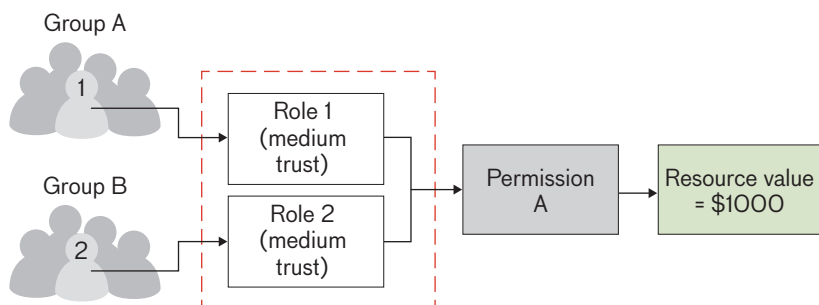 Group A
1
Role 1
(medium
trust)
Group B
2
Role 2
(medium
trust)
Permission
A
Resource value
= $1000